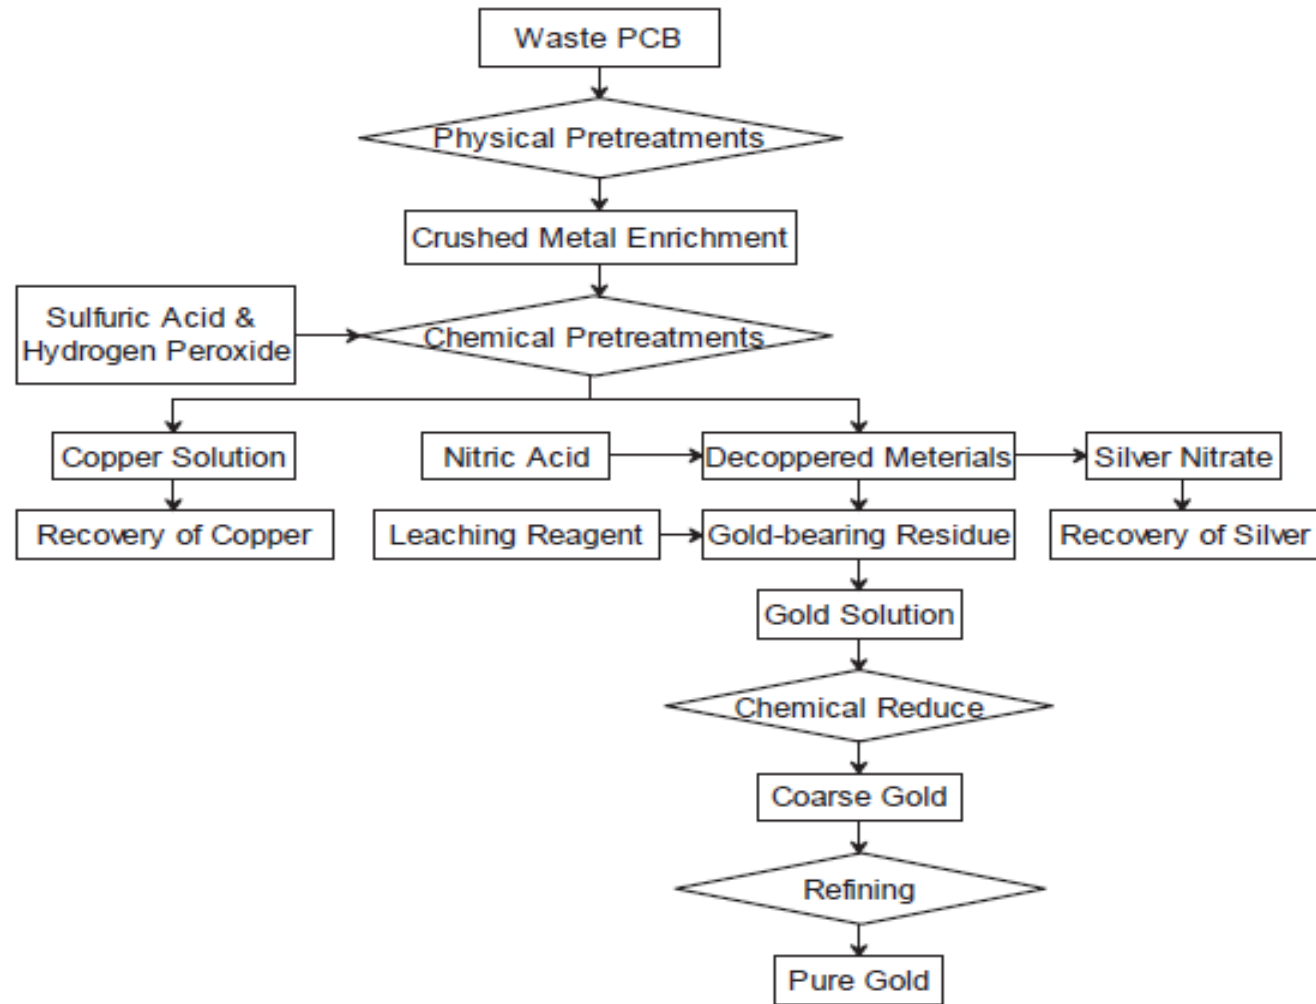 Waste PCB
Physical Pretreatments
Crushed Metal Enrichment
Sulfuric Acid &
Hydrogen Peroxide
Chemical Pretreatments
Copper Solution
Nitric Acid
Decoppered Meterials
Silver Nitrate
Recovery of Copper
Leaching Reagent
Gold-bearing Residue
Recovery of Silver
Gold Solution
Chemical Reduce
Coarse Gold
Refining
Pure Gold